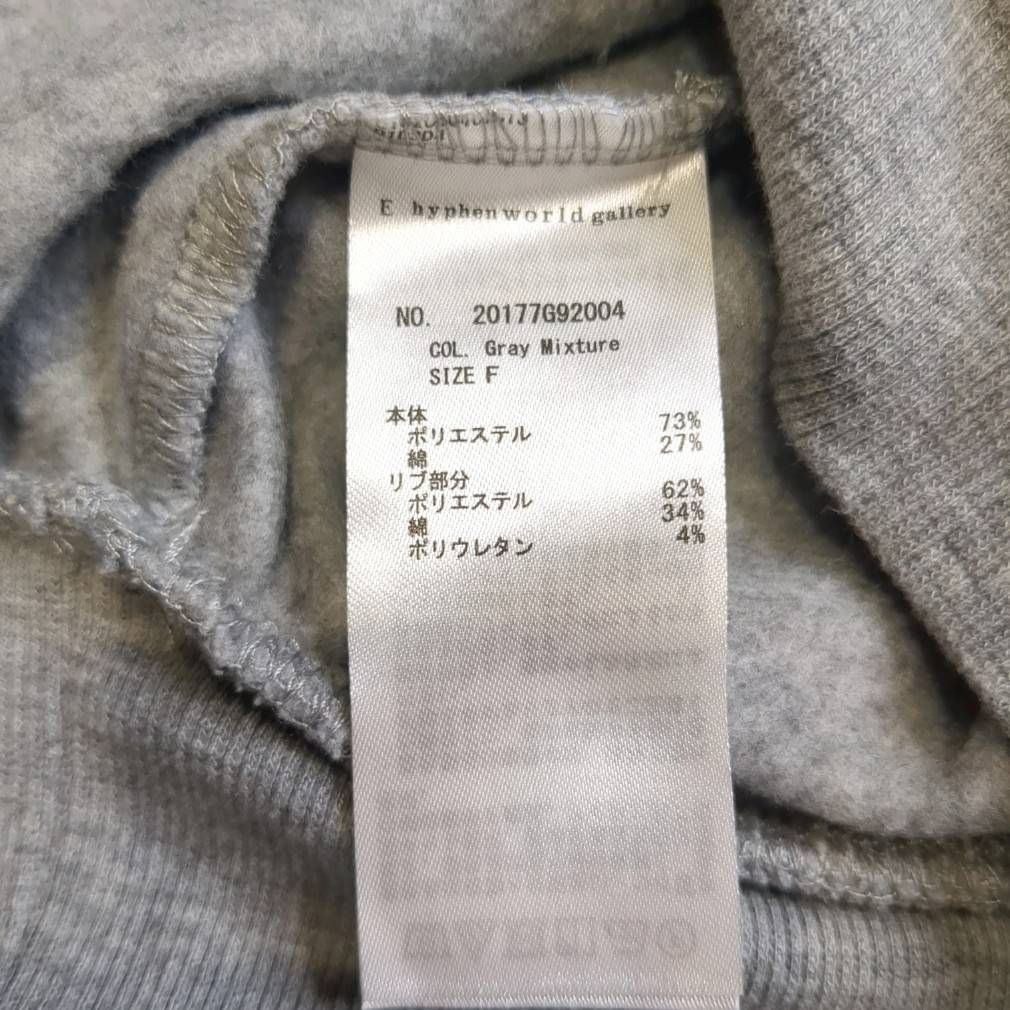 E hyphen world gallery
NO. 20177G92004
COL. Gray Mixture
SIZE F
本体
ポリエステル 73%
綿 27%
リブ部分
ポリエステル 62%
綿 34%
ポリウレタン 4%